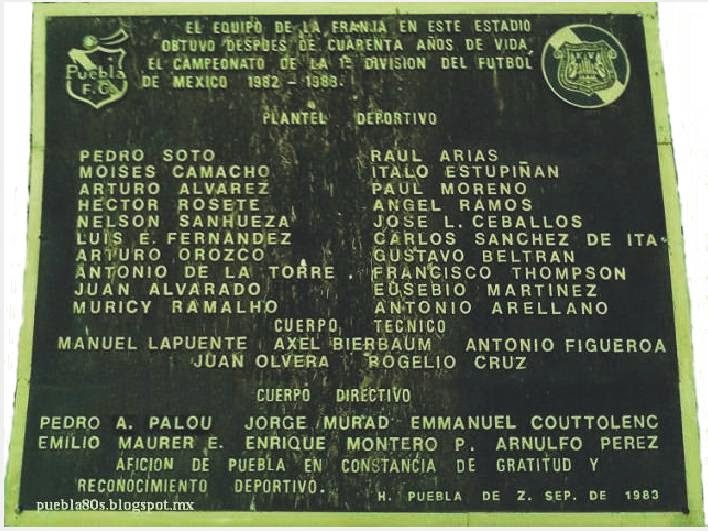 EL EQUIPO DE LA FRANJA EN ESTE ESTADIO
OBTUVO DESPUES DE CUARENTA AÑOS DE VIDA,
EL CAMPEONATO DE LA 1ª DIVISION DEL FUTBOL
DE MEXICO 1982 - 1983.
Puebla
F.C.
PLANTEL DEPORTIVO
PEDRO SOTO RAUL ARIAS
MOISES CAMACHO ITALO ESTUPIÑAN
ARTURO ALVAREZ PAUL MORENO
HECTOR ROSETE ANGEL RAMOS
NELSON SANHUEZA JOSE L. CEBALLOS
LUIS E. FERNANDEZ CARLOS SANCHEZ DE ITA
ARTURO OROZCO GUSTAVO BELTRAN
ANTONIO DE LA TORRE . FRANCISCO THOMPSON
JUAN ALVARADO EUSEBIO MARTINEZ
MURICY RAMALHO ANTONIO ARELLANO
CUERPO TECNICO
MANUEL LAPUENTE AXEL BIERBAUM ANTONIO FIGUEROA
JUAN OLVERA ROGELIO CRUZ
CUERPO DIRECTIVO
PEDRO A. PALOU JORGE MURAD EMMANUEL COUTTOLENC
EMILIO MAURER E. ENRIQUE MONTERO P. ARNULFO PEREZ
AFICION DE PUEBLA EN CONSTANCIA DE GRATITUD Y
RECONOCIMIENTO DEPORTIVO.
H. PUEBLA DE Z. SEP. DE 1983
puebla80s.blogspot.mx